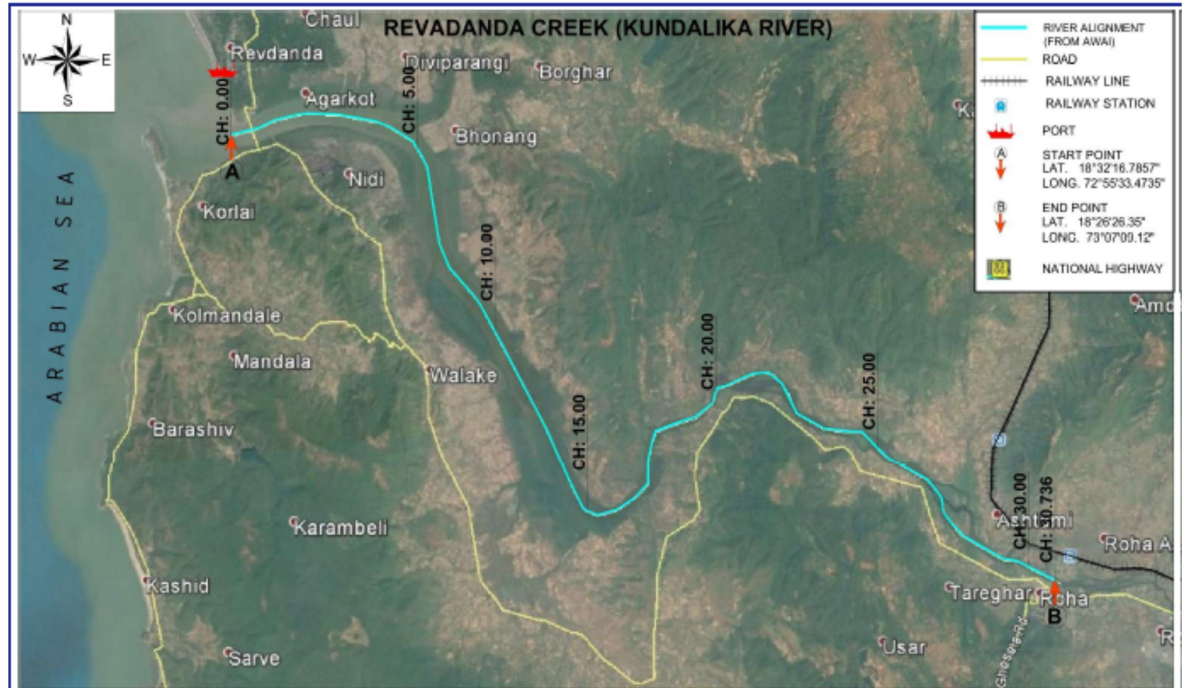 REVADANDA CREEK (KUNDALIKA RIVER)
N
W
E
S
Chaul
Revdanda
Diviparangi
Borghar
Agarkot
CH: 0.00
CH: 5.00
Bhonang
A
Nidi
Korlai
ARABIAN SEA
CH: 10.00
Kolmandale
Mandala
Walake
CH: 15.00
CH: 20.00
CH: 25.00
Barashiv
Karambeli
Kashid
Sarve
CH: 30.00
CH: 30.736
Ashtami
Roha A
Tareghar
Roha
B
Usar
Amd
RIVER ALIGNMENT
(FROM AWAI)
ROAD
RAILWAY LINE
RAILWAY STATION
PORT
A
START POINT
LAT. 18°32'16.7857"
LONG. 72°55'33.4735"
B
END POINT
LAT. 18°26'26.35"
LONG. 73°07'09.12"
NATIONAL HIGHWAY